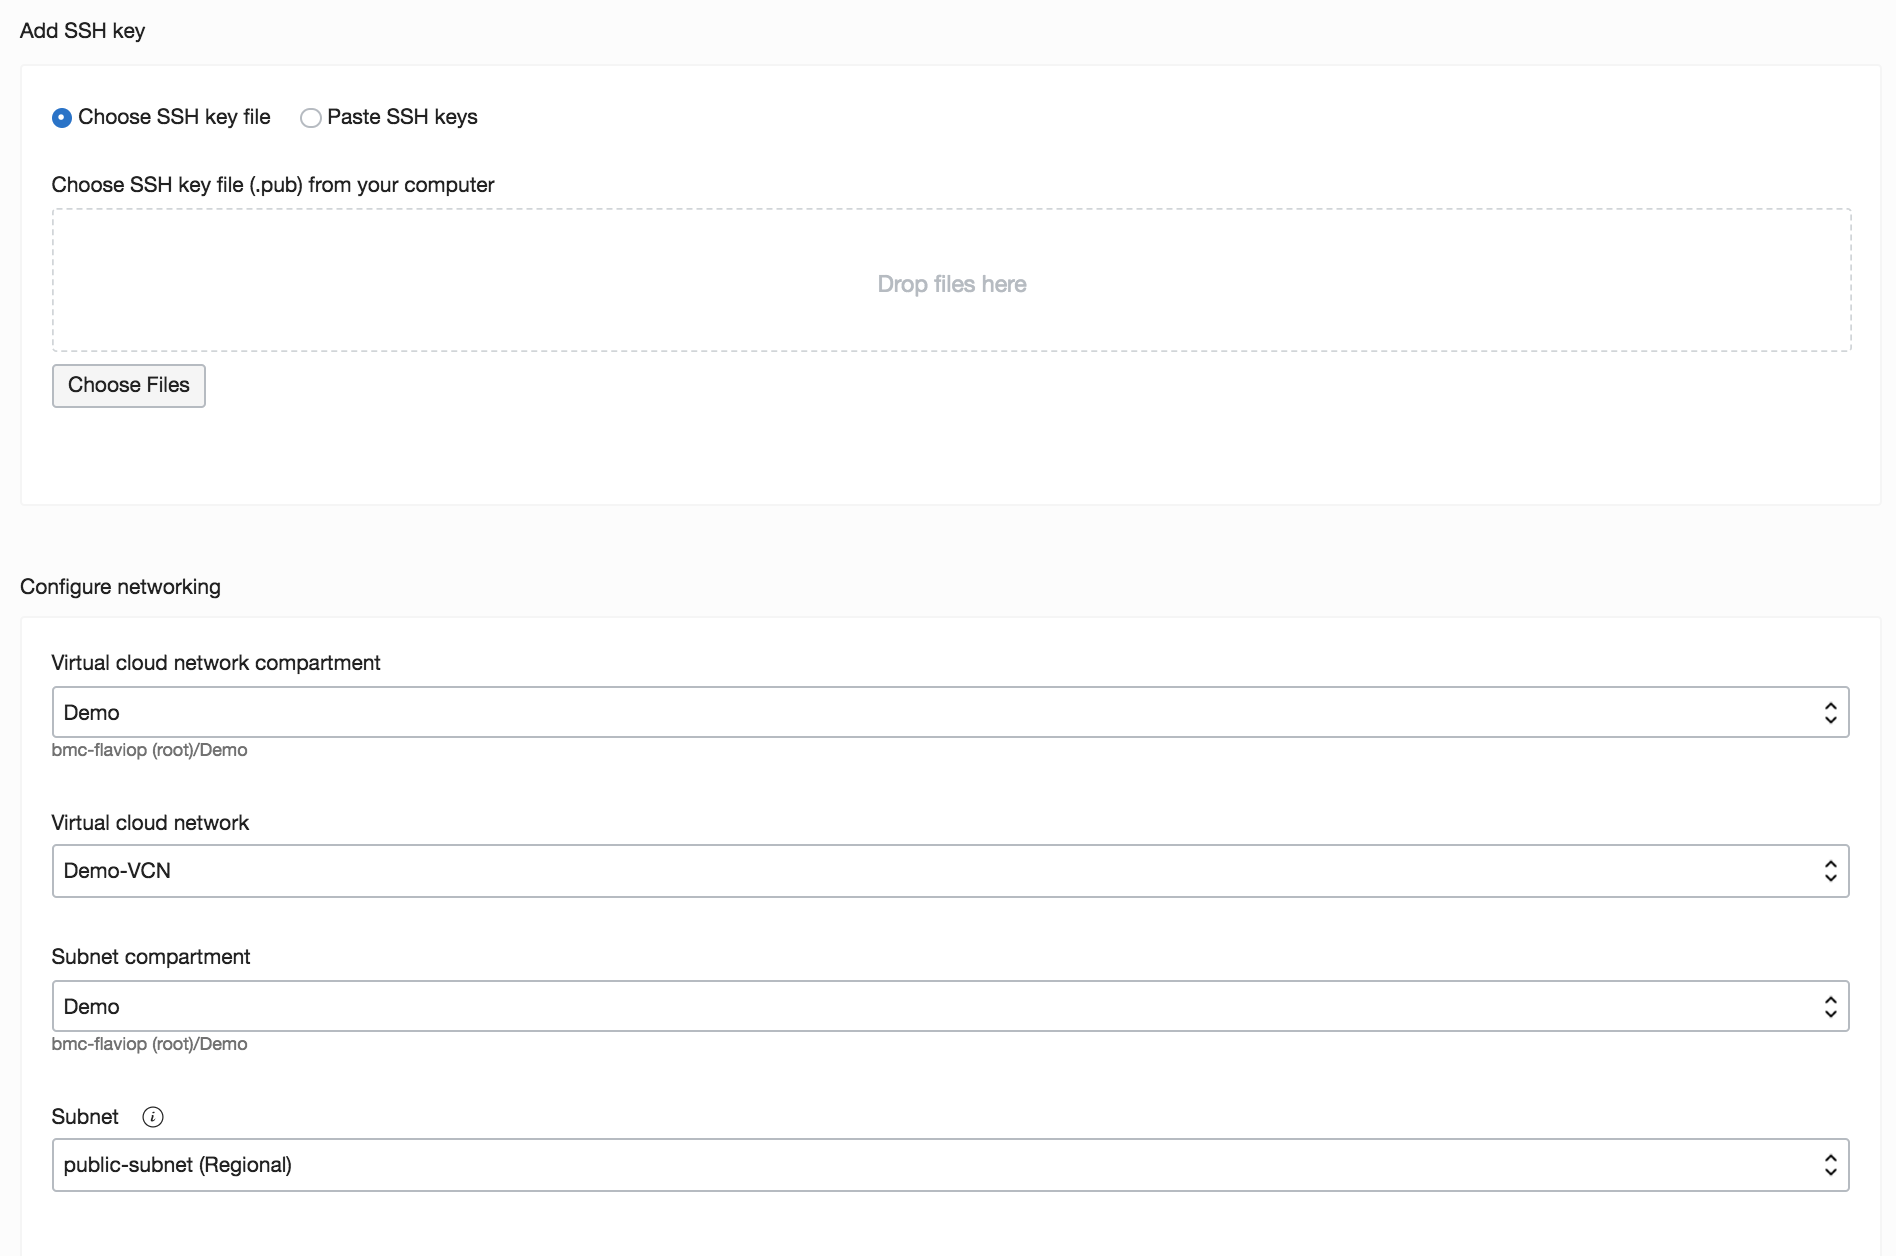 Add SSH key
Choose SSH key file Paste SSH keys
Choose SSH key file (.pub) from your computer
Drop files here
Choose Files
Configure networking
Virtual cloud network compartment
Demo
bmc-flaviop (root)/Demo
Virtual cloud network
Demo-VCN
Subnet compartment
Demo
bmc-flaviop (root)/Demo
Subnet i
public-subnet (Regional)